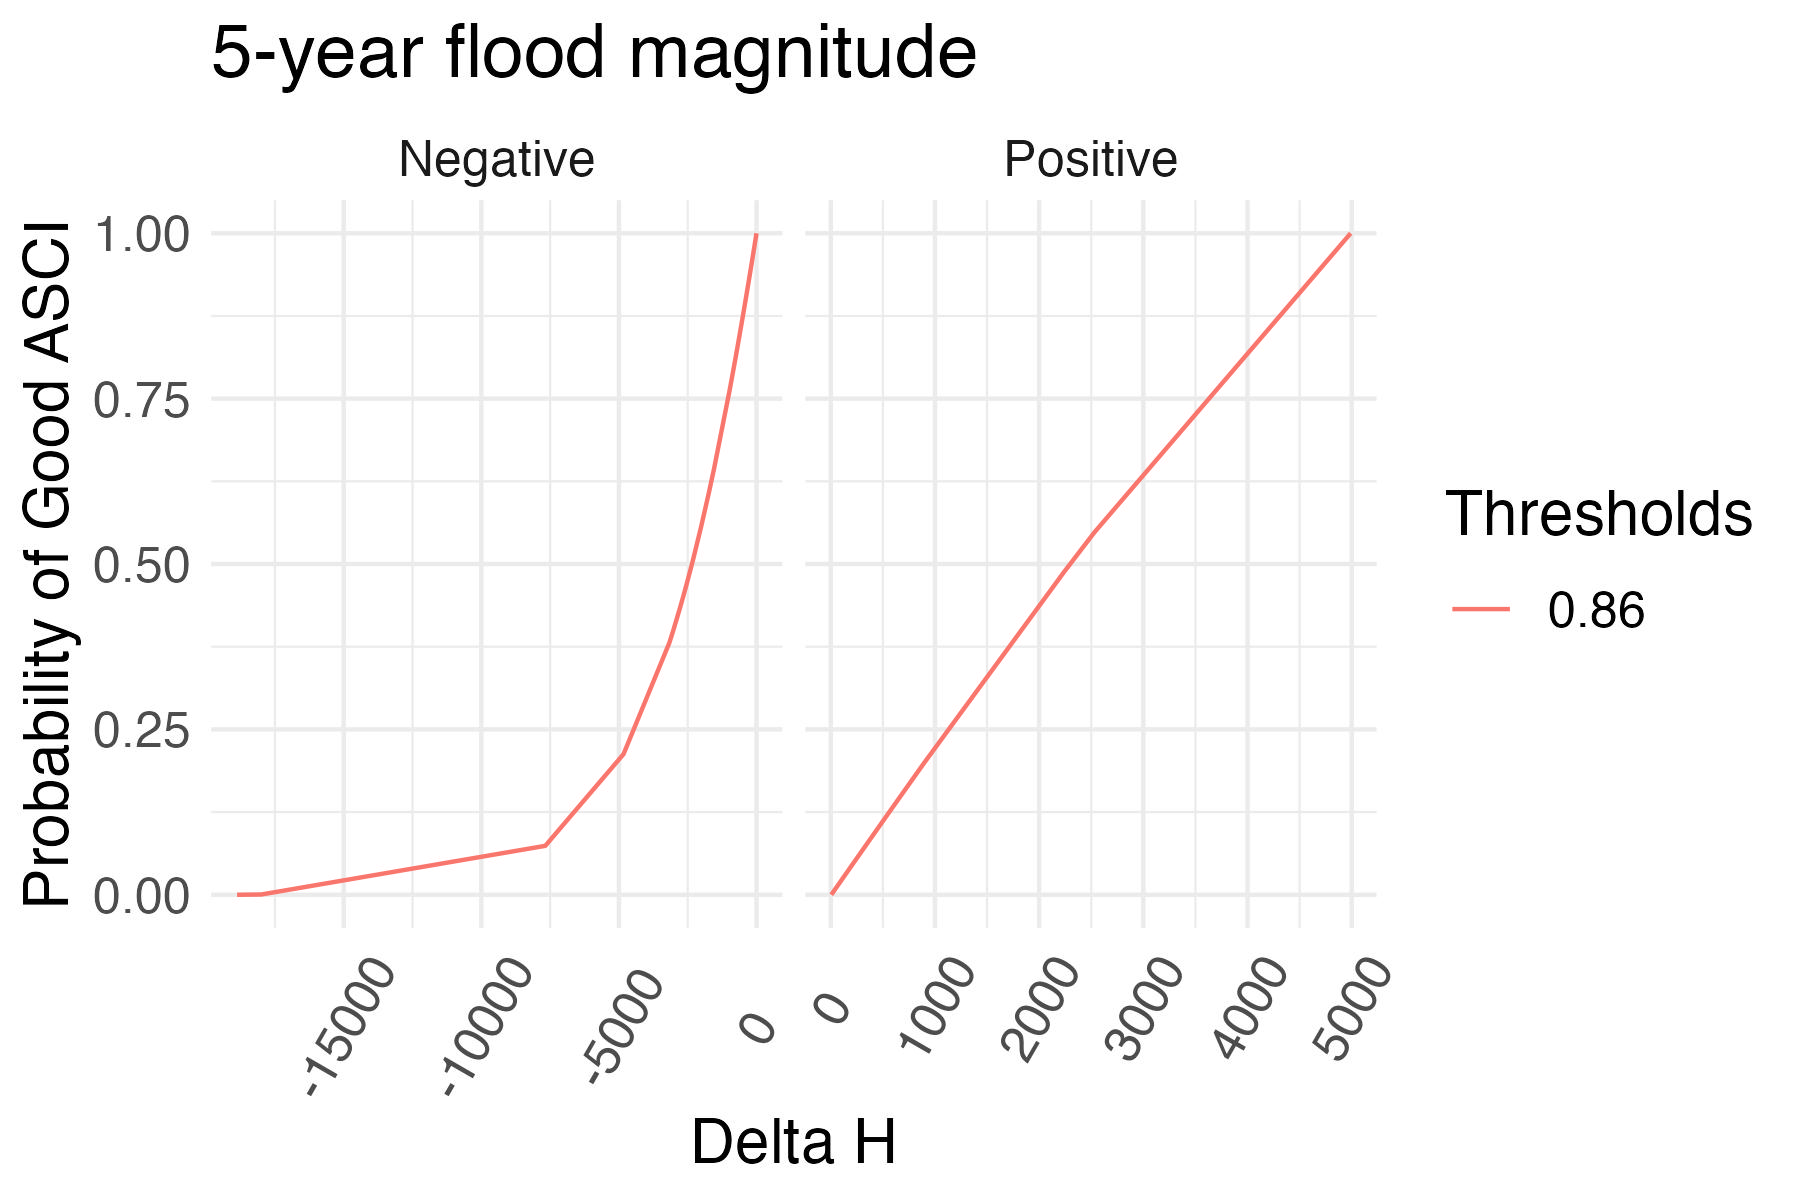 5-year flood magnitude
Negative
Positive
Probability of Good ASCI
1.00
0.75
0.50
0.25
0.00
-15000
-10000
-5000
0
0
1000
2000
3000
4000
5000
Delta H
Thresholds
0.86